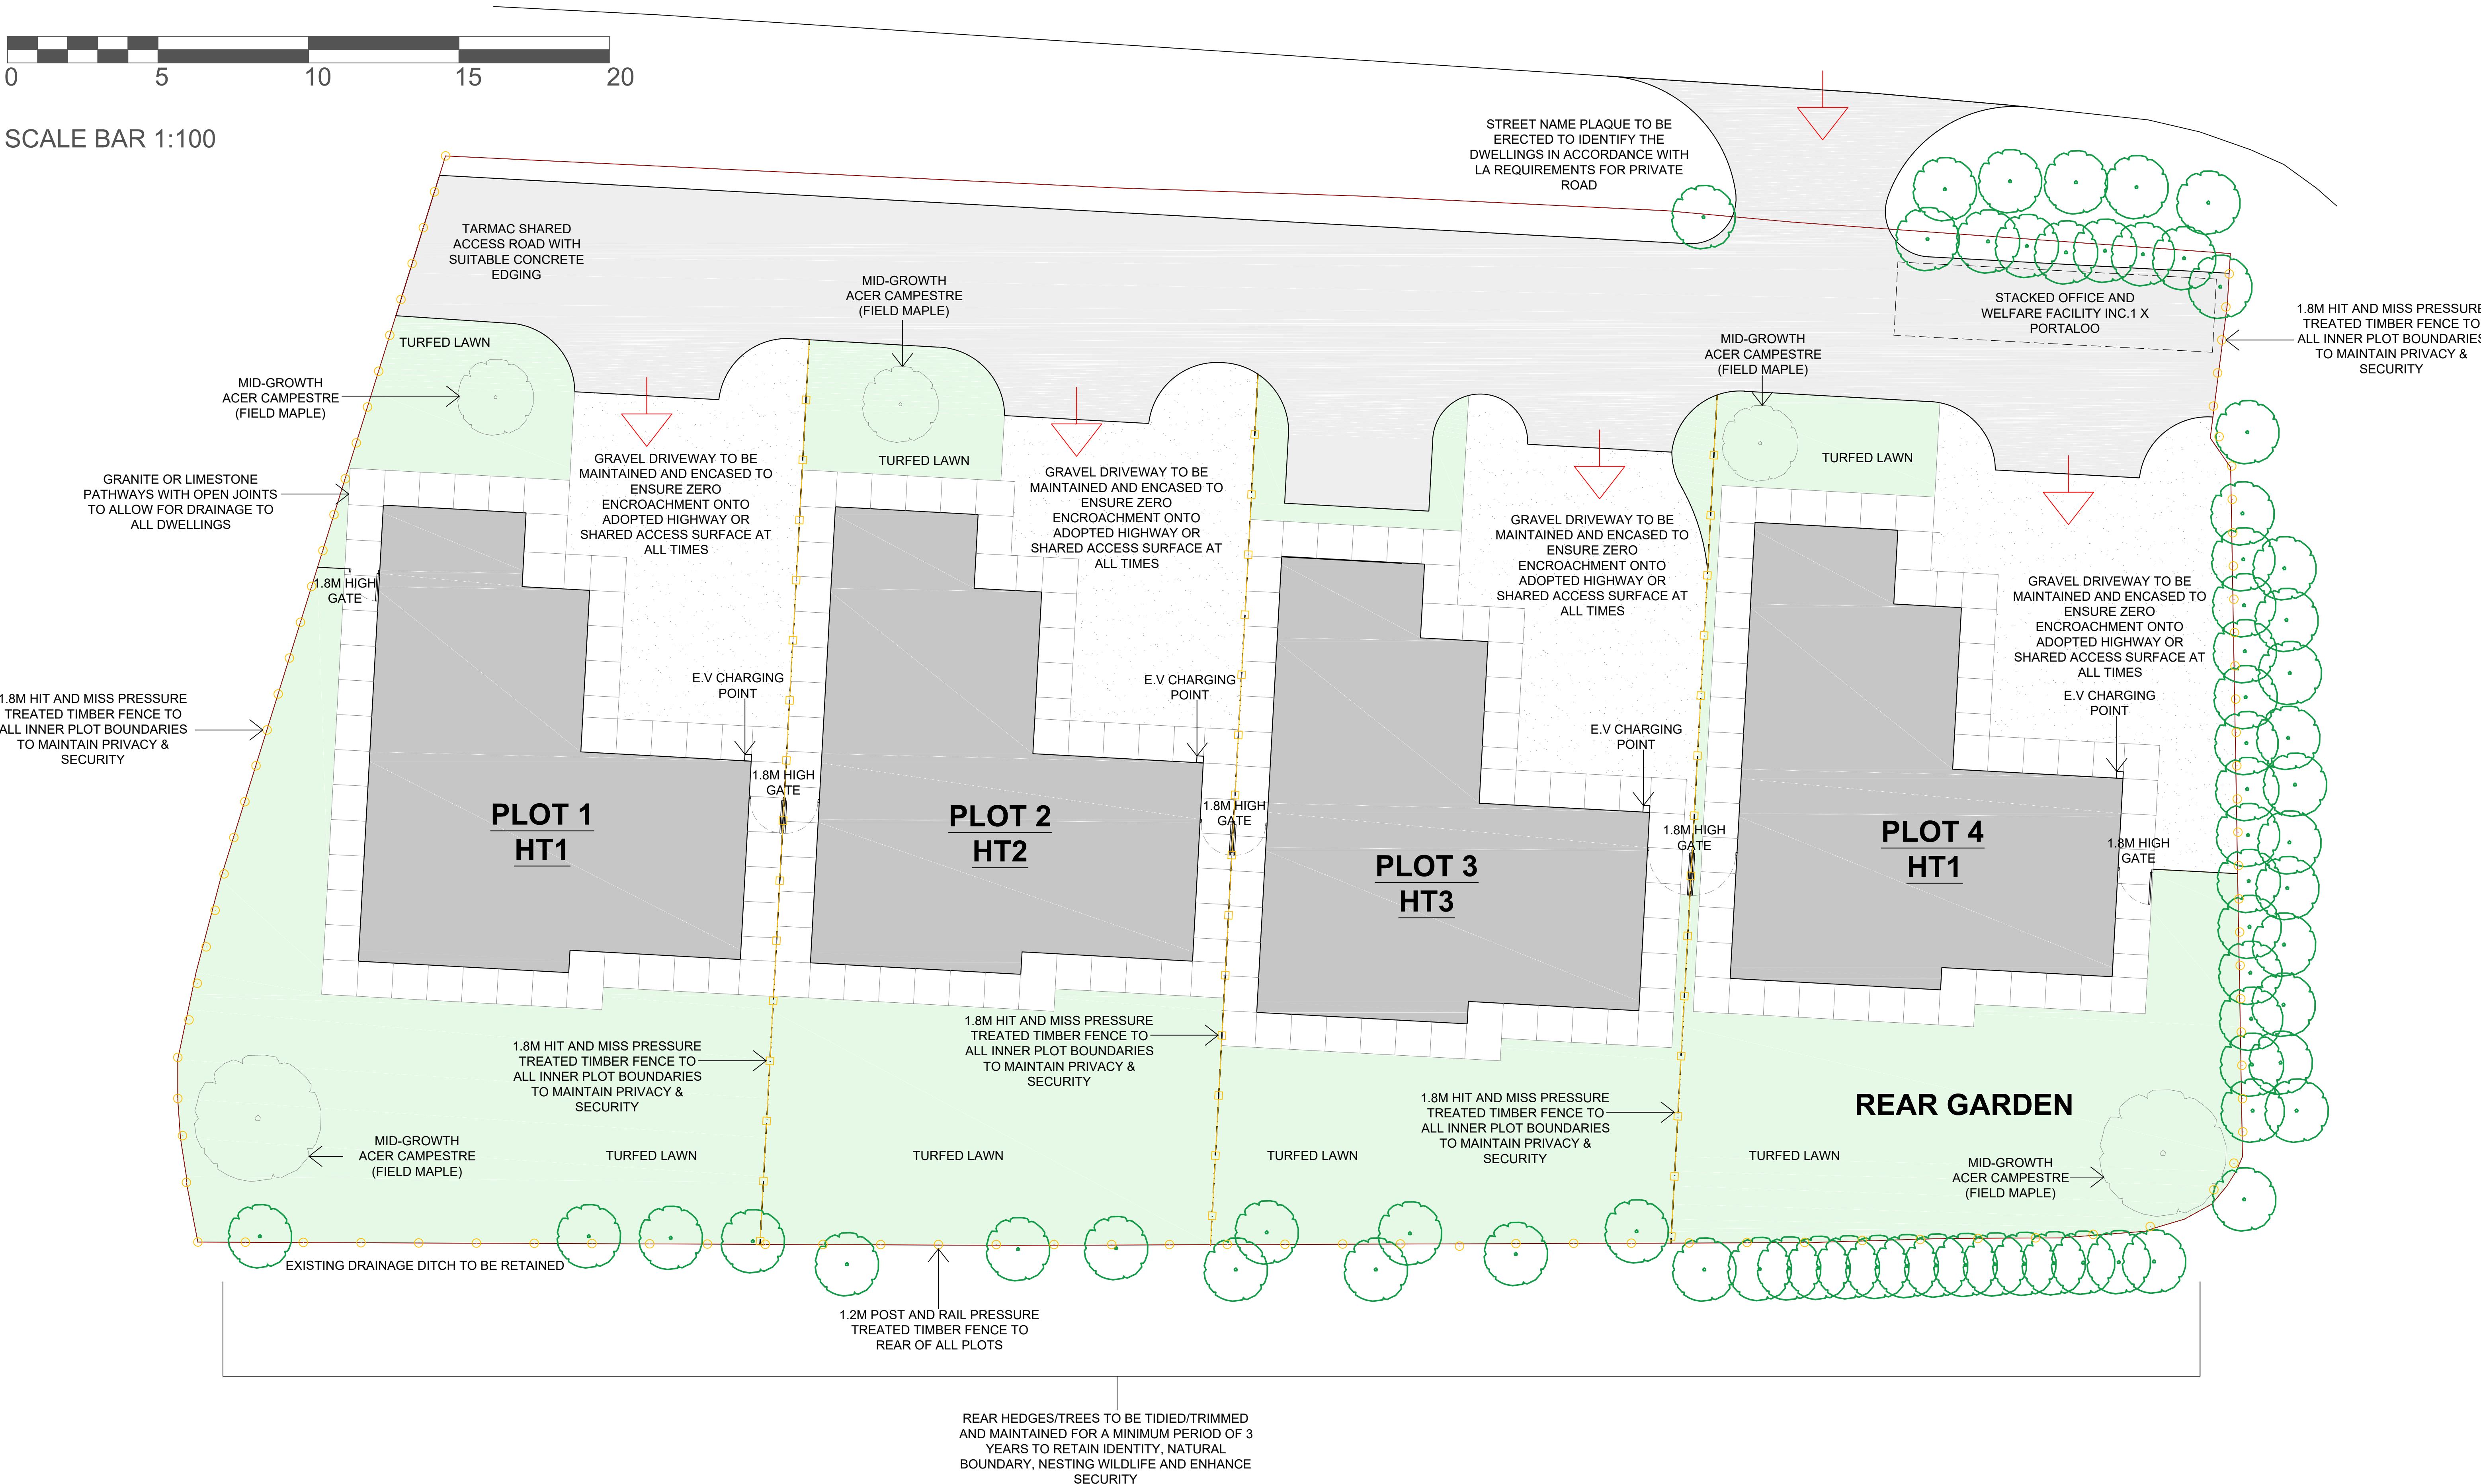 0
5
10
15
20
SCALE BAR 1:100
STREET NAME PLAQUE TO BE
ERECTED TO IDENTIFY THE
DWELLINGS IN ACCORDANCE WITH
LA REQUIREMENTS FOR PRIVATE
ROAD
TARMAC SHARED
ACCESS ROAD WITH
SUITABLE CONCRETE
EDGING
MID-GROWTH
ACER CAMPESTRE
(FIELD MAPLE)
STACKED OFFICE AND
WELFARE FACILITY INC.1 X
PORTALOO
1.8M HIT AND MISS PRESSURE
TREATED TIMBER FENCE TO
ALL INNER PLOT BOUNDARIES
TO MAINTAIN PRIVACY &
SECURITY
TURFED LAWN
MID-GROWTH
ACER CAMPESTRE
(FIELD MAPLE)
MID-GROWTH
ACER CAMPESTRE
(FIELD MAPLE)
TURFED LAWN
TURFED LAWN
GRANITE OR LIMESTONE
PATHWAYS WITH OPEN JOINTS
TO ALLOW FOR DRAINAGE TO
ALL DWELLINGS
GRAVEL DRIVEWAY TO BE
MAINTAINED AND ENCASED TO
ENSURE ZERO
ENCROACHMENT ONTO
ADOPTED HIGHWAY OR
SHARED ACCESS SURFACE AT
ALL TIMES
GRAVEL DRIVEWAY TO BE
MAINTAINED AND ENCASED TO
ENSURE ZERO
ENCROACHMENT ONTO
ADOPTED HIGHWAY OR
SHARED ACCESS SURFACE AT
ALL TIMES
GRAVEL DRIVEWAY TO BE
MAINTAINED AND ENCASED TO
ENSURE ZERO
ENCROACHMENT ONTO
ADOPTED HIGHWAY OR
SHARED ACCESS SURFACE AT
ALL TIMES
GRAVEL DRIVEWAY TO BE
MAINTAINED AND ENCASED TO
ENSURE ZERO
ENCROACHMENT ONTO
ADOPTED HIGHWAY OR
SHARED ACCESS SURFACE AT
ALL TIMES
1.8M HIGH
GATE
1.8M HIT AND MISS PRESSURE
TREATED TIMBER FENCE TO
ALL INNER PLOT BOUNDARIES
TO MAINTAIN PRIVACY &
SECURITY
E.V CHARGING
POINT
E.V CHARGING
POINT
E.V CHARGING
POINT
E.V CHARGING
POINT
1.8M HIGH
GATE
1.8M HIGH
GATE
1.8M HIGH
GATE
1.8M HIGH
GATE
PLOT 1
HT1
PLOT 2
HT2
PLOT 3
HT3
PLOT 4
HT1
1.8M HIT AND MISS PRESSURE
TREATED TIMBER FENCE TO
ALL INNER PLOT BOUNDARIES
TO MAINTAIN PRIVACY &
SECURITY
1.8M HIT AND MISS PRESSURE
TREATED TIMBER FENCE TO
ALL INNER PLOT BOUNDARIES
TO MAINTAIN PRIVACY &
SECURITY
1.8M HIT AND MISS PRESSURE
TREATED TIMBER FENCE TO
ALL INNER PLOT BOUNDARIES
TO MAINTAIN PRIVACY &
SECURITY
REAR GARDEN
MID-GROWTH
ACER CAMPESTRE
(FIELD MAPLE)
TURFED LAWN
TURFED LAWN
TURFED LAWN
TURFED LAWN
MID-GROWTH
ACER CAMPESTRE
(FIELD MAPLE)
EXISTING DRAINAGE DITCH TO BE RETAINED
1.2M POST AND RAIL PRESSURE
TREATED TIMBER FENCE TO
REAR OF ALL PLOTS
REAR HEDGES/TREES TO BE TIDIED/TRIMMED
AND MAINTAINED FOR A MINIMUM PERIOD OF 3
YEARS TO RETAIN IDENTITY, NATURAL
BOUNDARY, NESTING WILDLIFE AND ENHANCE
SECURITY